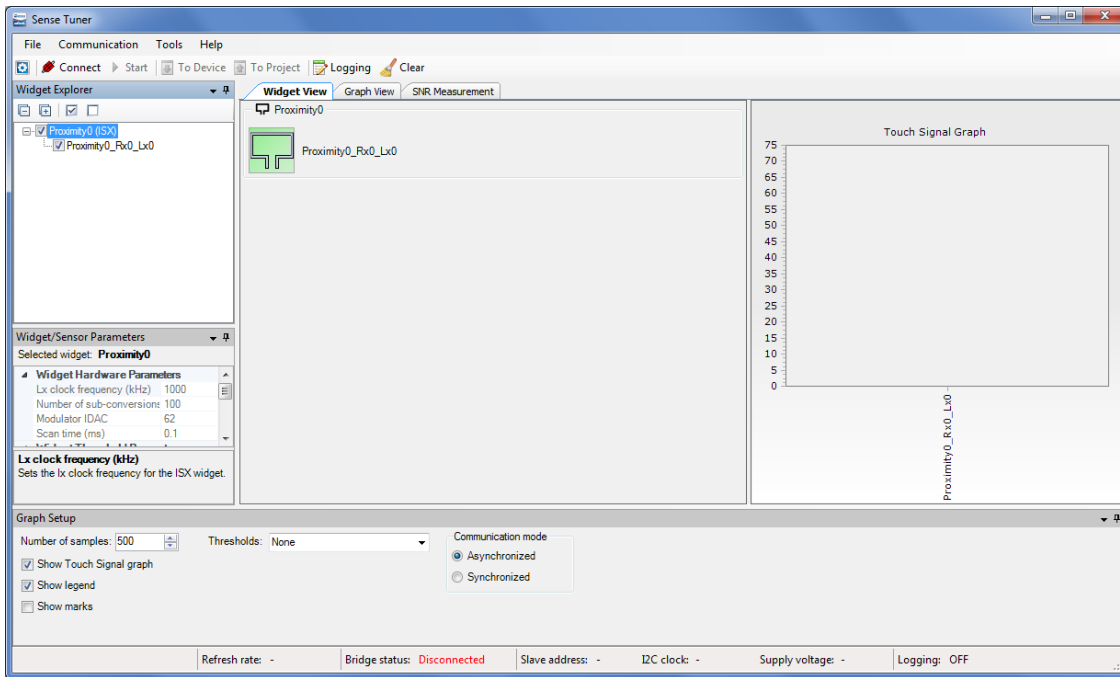 Sense Tuner
File Communication Tools Help
Connect Start To Device To Project Logging Clear
Widget Explorer
Proximity0 (ISX)
Proximity0_Rx0_Lx0
Widget View Graph View SNR Measurement
Proximity0
Proximity0_Rx0_Lx0
Touch Signal Graph
75
70
65
60
55
50
45
40
35
30
25
20
15
10
5
0
Proximity0_Rx0_Lx0
Widget/Sensor Parameters
Selected widget: Proximity0
Widget Hardware Parameters
Lx clock frequency (kHz) 1000
Number of sub-conversions 100
Modulator IDAC 62
Scan time (ms) 0.1
Lx clock frequency (kHz)
Sets the lx clock frequency for the ISX widget.
Graph Setup
Number of samples: 500 Thresholds: None
Show Touch Signal graph
Show legend
Show marks
Communication mode
Asynchronized
Synchronized
Refresh rate: - Bridge status: Disconnected Slave address: - I2C clock: - Supply voltage: - Logging: OFF